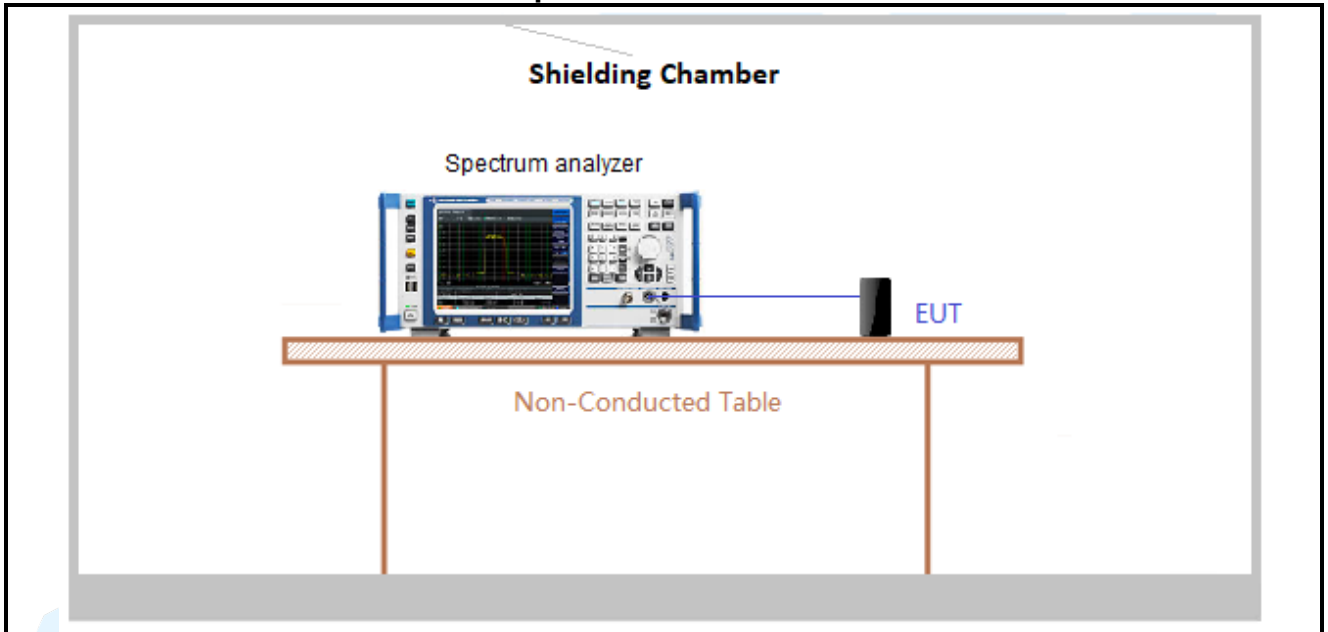 Shielding Chamber
Spectrum analyzer
EUT
Non-Conducted Table